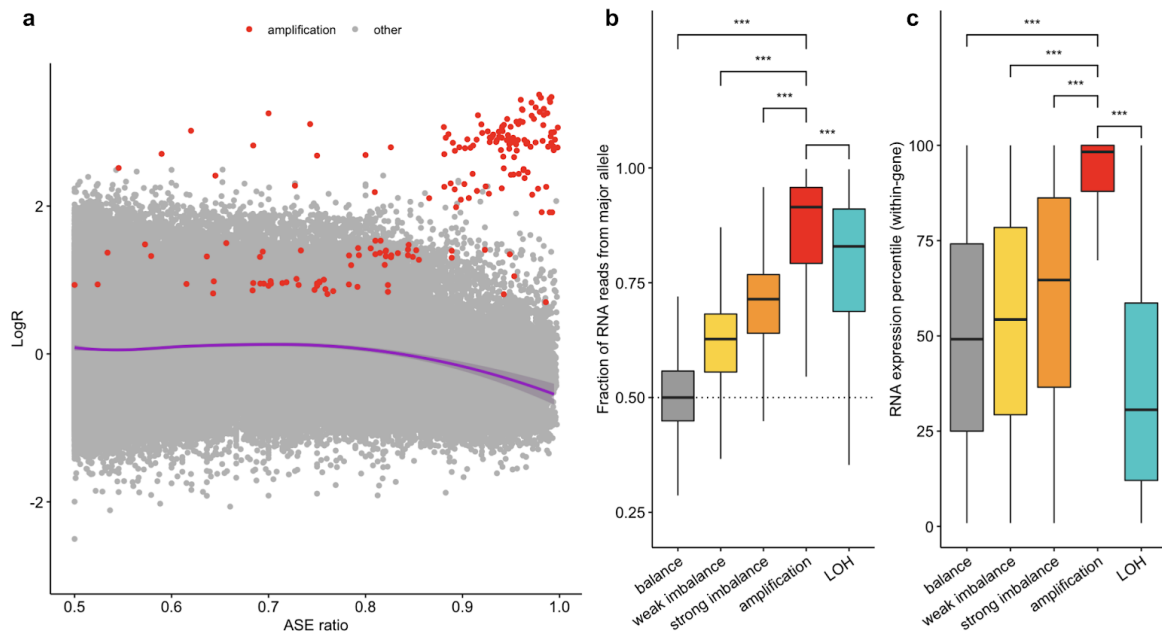 a
amplification other
LogR
2
0
-2
0.5 0.6 0.7 0.8 0.9 1.0
ASE ratio
b
***
***
***
***
Fraction of RNA reads from major allele
1.00
0.75
0.50
0.25
balance
weak imbalance
strong imbalance
amplification
LOH
c
***
***
***
***
RNA expression percentile (within-gene)
100
75
50
25
0
balance
weak imbalance
strong imbalance
amplification
LOH